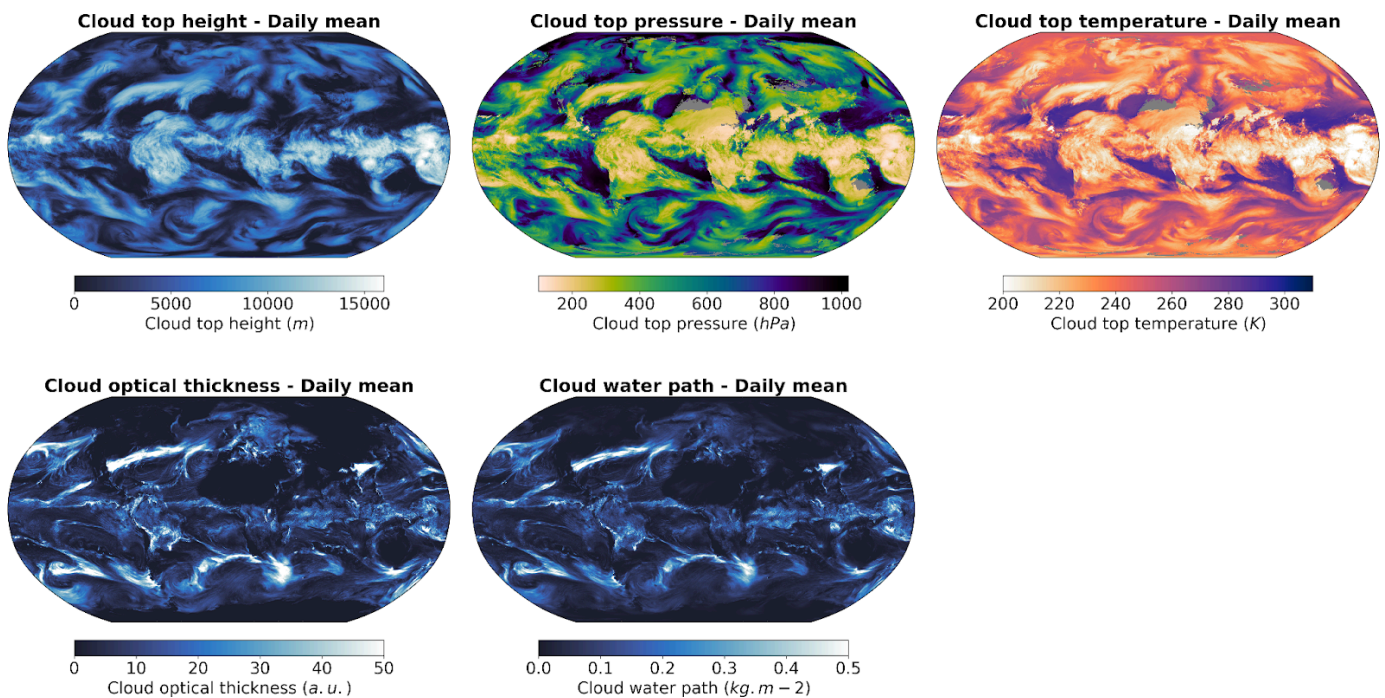 Cloud top height - Daily mean
0 5000 10000 15000
Cloud top height (m)
Cloud top pressure - Daily mean
200 400 600 800 1000
Cloud top pressure (hPa)
Cloud top temperature - Daily mean
200 220 240 260 280 300
Cloud top temperature (K)
Cloud optical thickness - Daily mean
0 10 20 30 40 50
Cloud optical thickness (a.u.)
Cloud water path - Daily mean
0.0 0.1 0.2 0.3 0.4 0.5
Cloud water path (kg.m − 2)